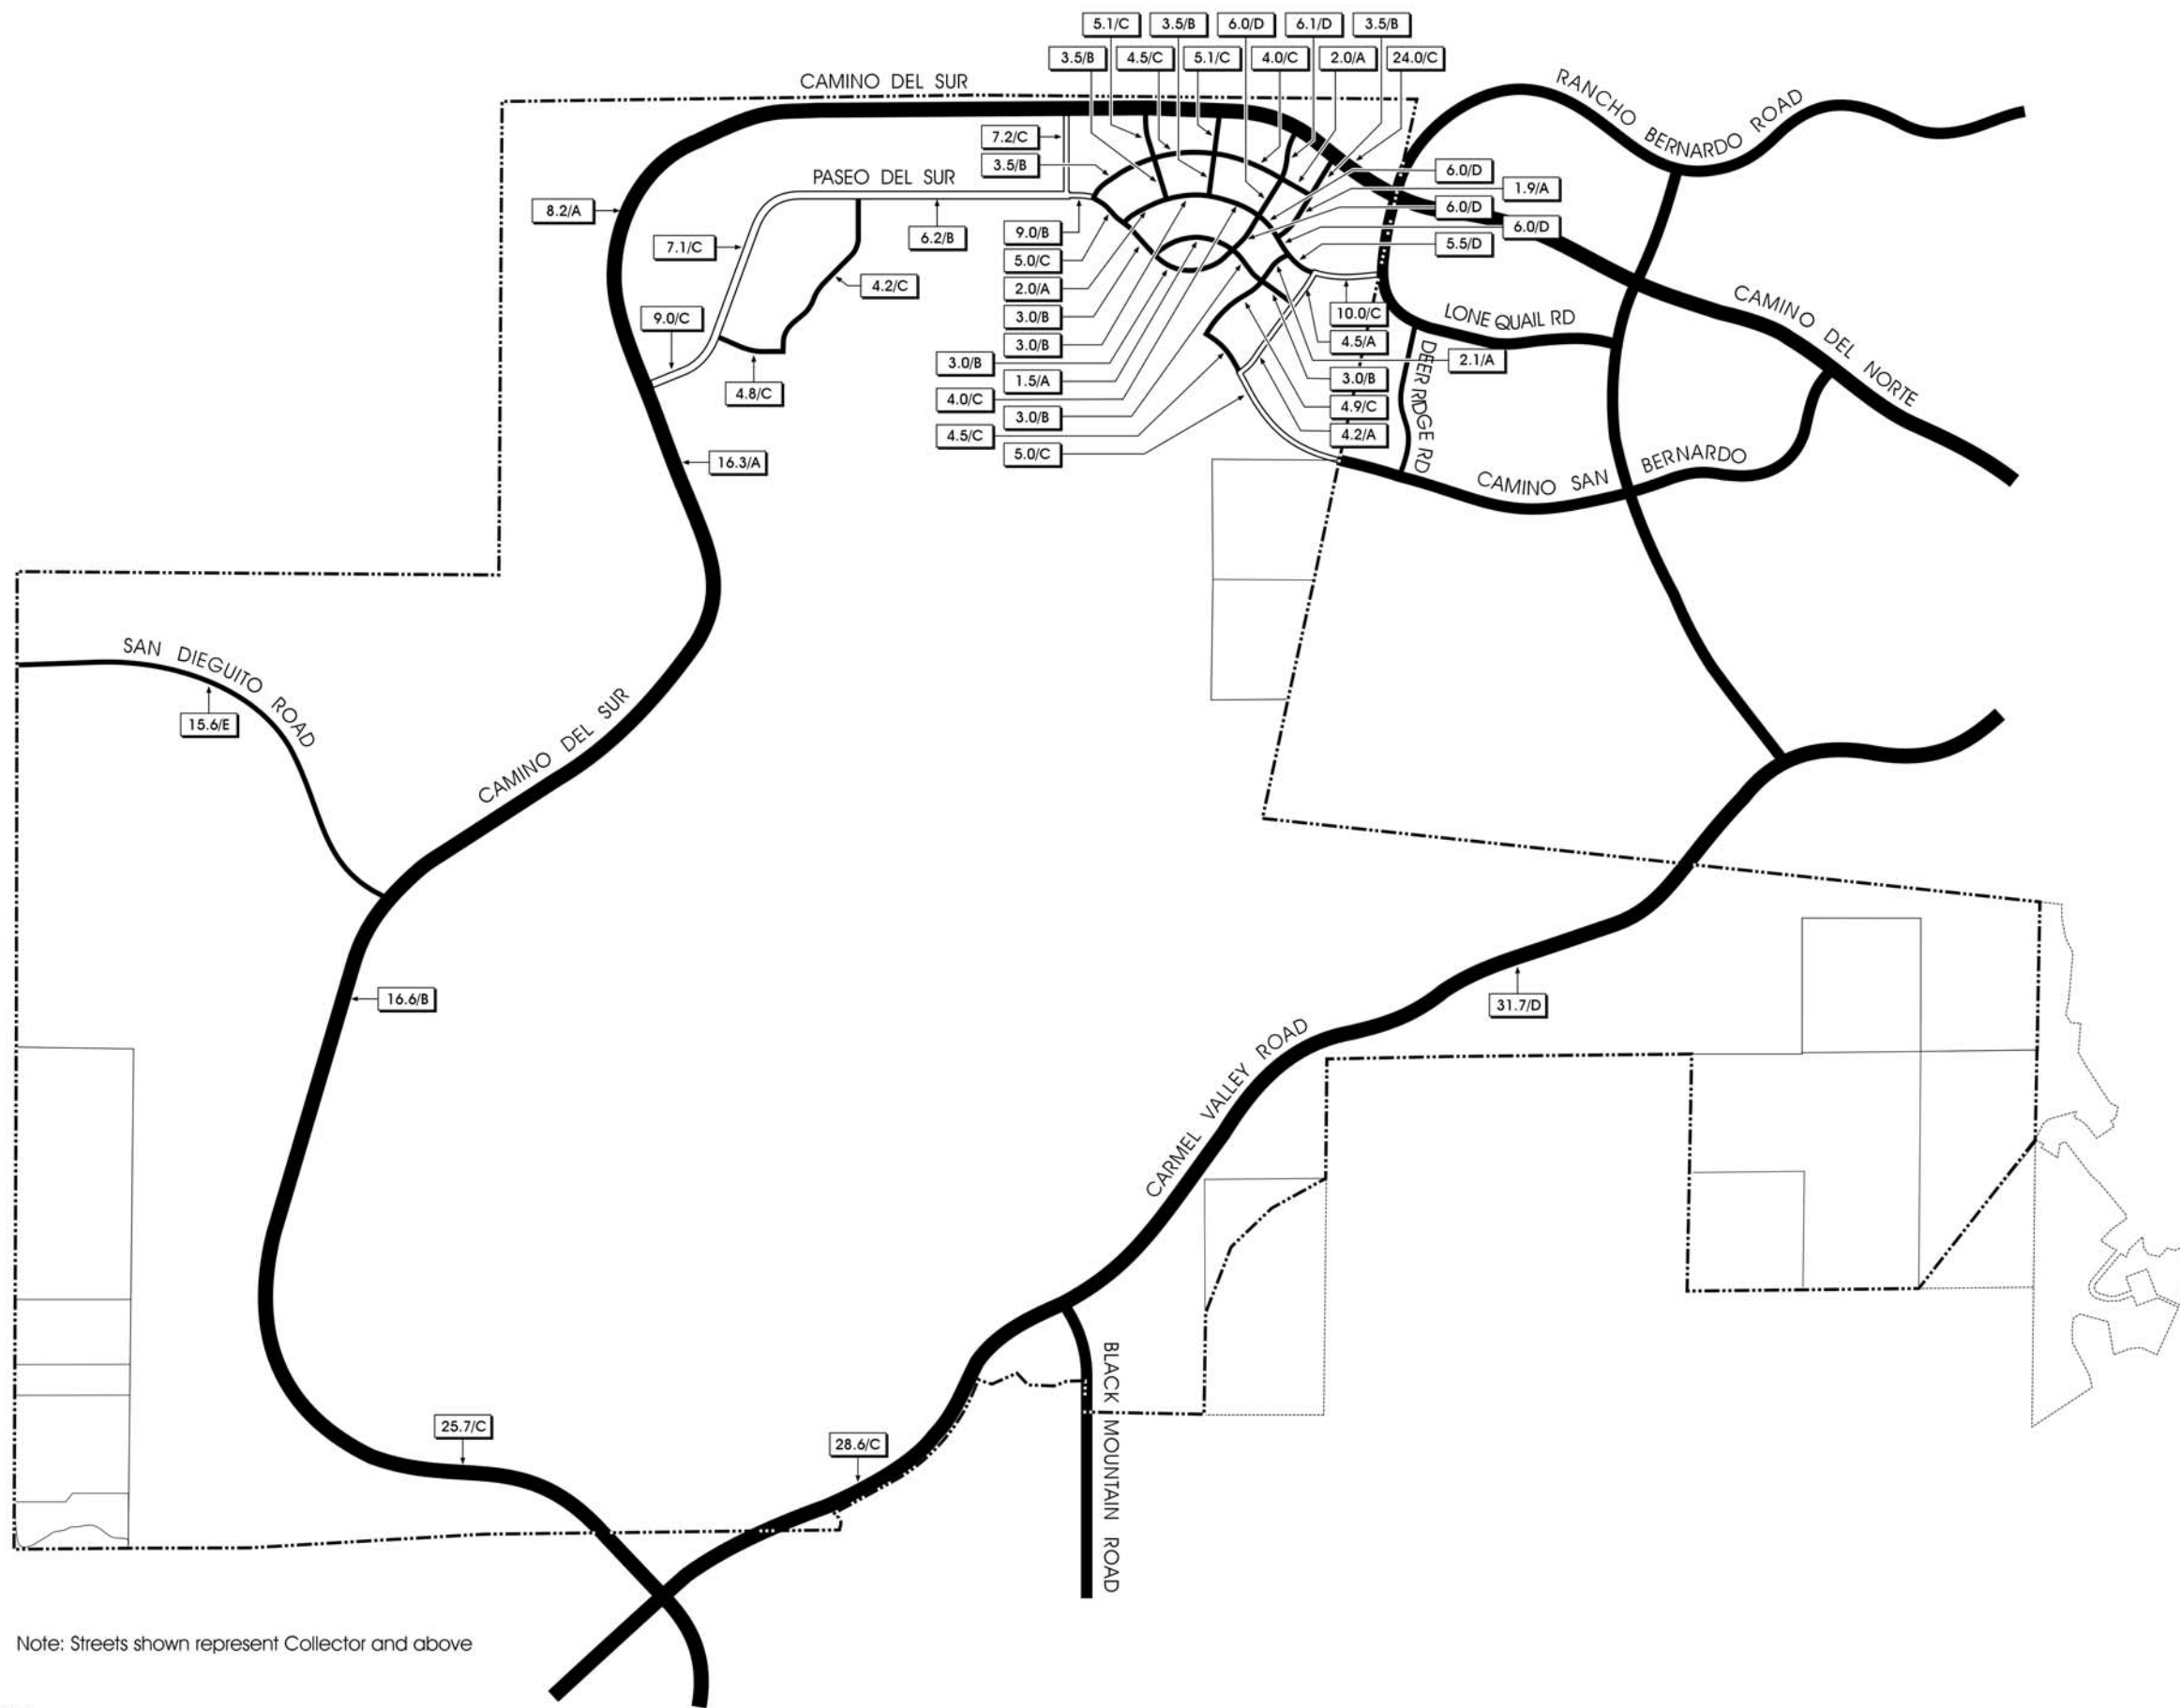 5.1/C
3.5/B
6.0/D
6.1/D
3.5/B
3.5/B
4.5/C
5.1/C
4.0/C
2.0/A
24.0/C
CAMINO DEL SUR
RANCHO BERNARDO ROAD
7.2/C
3.5/B
PASEO DEL SUR
6.0/D
1.9/A
8.2/A
6.0/D
6.0/D
9.0/B
6.2/B
7.1/C
5.5/D
5.0/C
4.2/C
2.0/A
3.0/B
10.0/C
9.0/C
LONE QUAIL RD
CAMINO DEL NORTE
3.0/B
4.5/A
3.0/B
2.1/A
1.5/A
3.0/B
DEER RIDGE RD
4.8/C
4.0/C
4.9/C
3.0/B
4.5/C
4.2/A
5.0/C
16.3/A
CAMINO SAN BERNARDO
SAN DIEGUITO ROAD
15.6/E
CAMINO DEL SUR
16.6/B
31.7/D
CARMEL VALLEY ROAD
BLACK MOUNTAIN ROAD
25.7/C
28.6/C
Note: Streets shown represent Collector and above